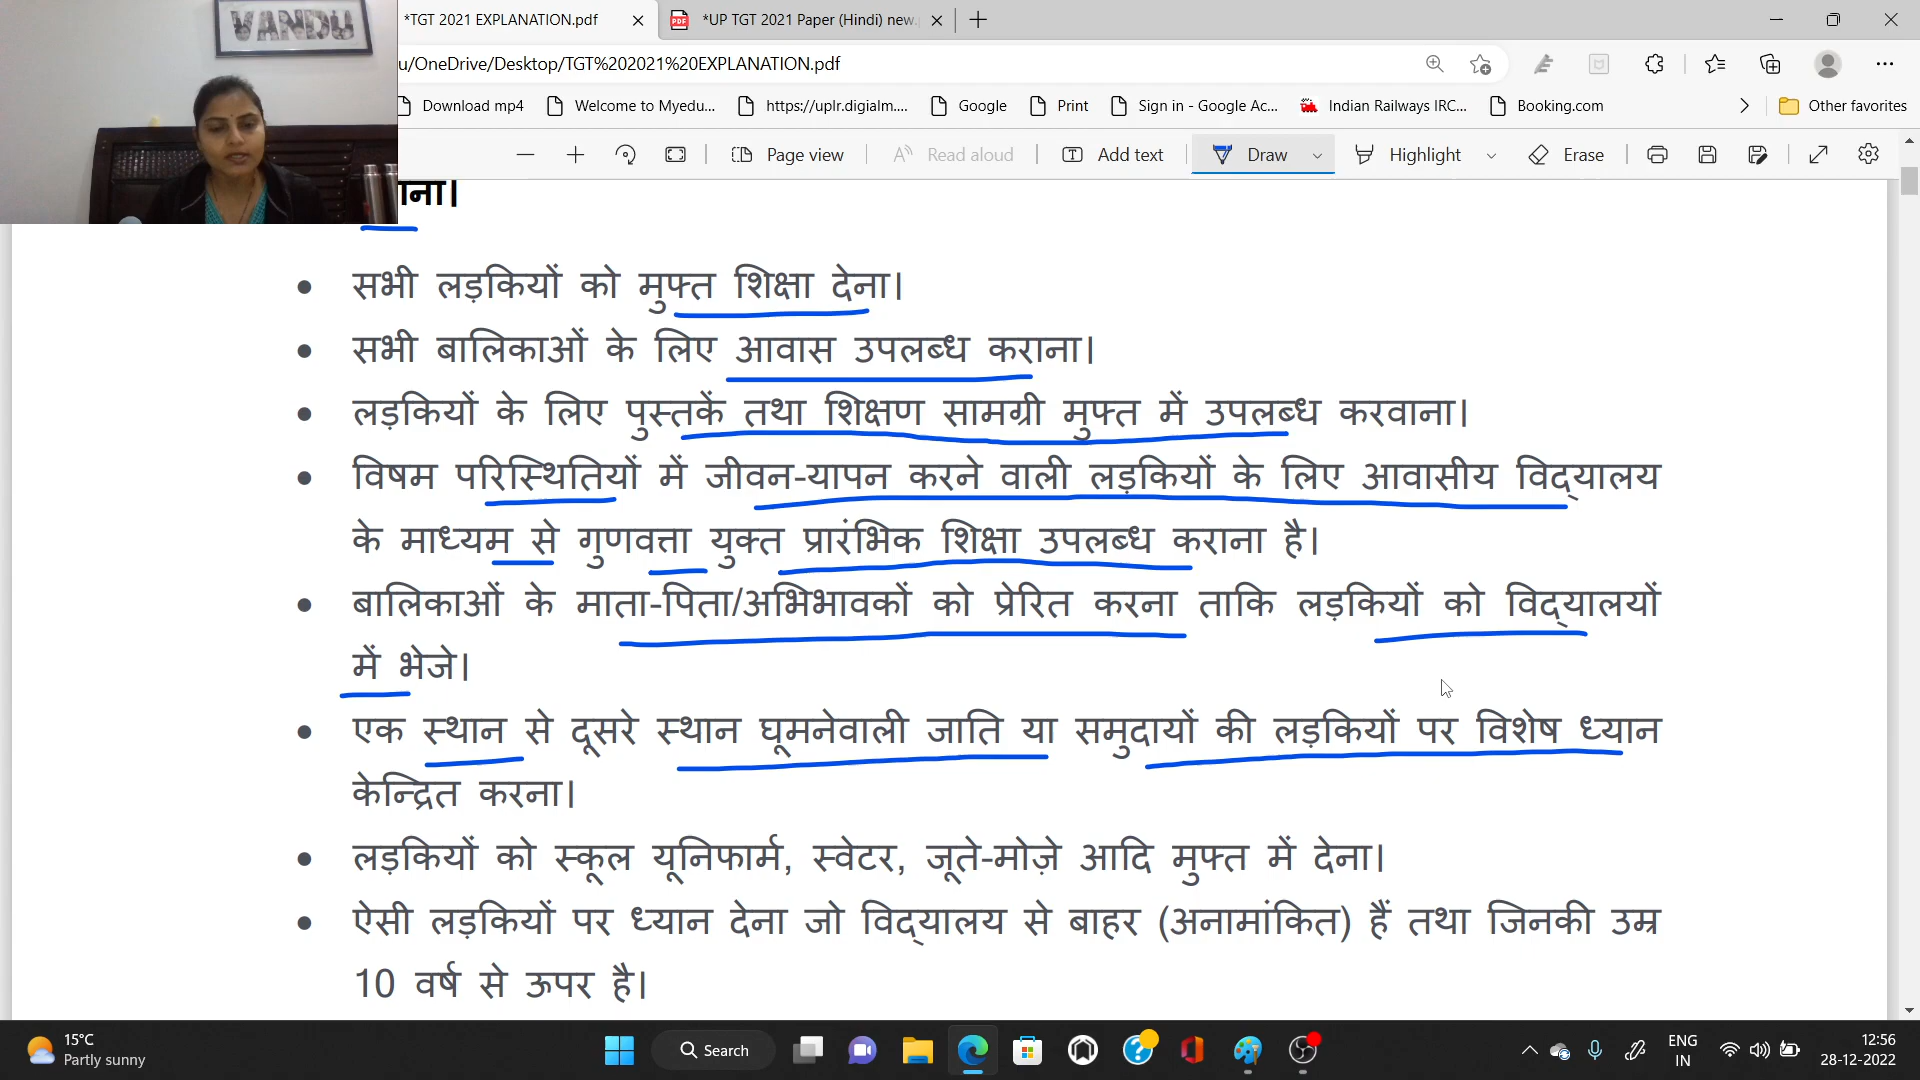 VANDU
*TGT 2021 EXPLANATION.pdf
*UP TGT 2021 Paper (Hindi) new.
u/OneDrive/Desktop/TGT%202021%20EXPLANATION.pdf
Download mp4
Welcome to Myedu...
https://uplr.digialm....
Google
Print
Sign in - Google Ac...
Indian Railways IRC...
Booking.com
Other favorites
Page view
Read aloud
Add text
Draw
Highlight
Erase
ाना।
सभी लड़कियों को मुफ्त शिक्षा देना।
सभी बालिकाओं के लिए आवास उपलब्ध कराना।
लड़कियों के लिए पुस्तकें तथा शिक्षण सामग्री मुफ्त में उपलब्ध करवाना।
विषम परिस्थितियों में जीवन-यापन करने वाली लड़कियों के लिए आवासीय विद्यालय
के माध्यम से गुणवत्ता युक्त प्रारंभिक शिक्षा उपलब्ध कराना है।
बालिकाओं के माता-पिता/अभिभावकों को प्रेरित करना ताकि लड़कियों को विद्यालयों
में भेजे।
एक स्थान से दूसरे स्थान घूमनेवाली जाति या समुदायों की लड़कियों पर विशेष ध्यान
केन्द्रित करना।
लड़कियों को स्कूल यूनिफार्म, स्वेटर, जूते-मोज़े आदि मुफ्त में देना।
ऐसी लड़कियों पर ध्यान देना जो विद्यालय से बाहर (अनामांकित) हैं तथा जिनकी उम्र
10 वर्ष से ऊपर है।
15°C
Partly sunny
Search
ENG
IN
12:56
28-12-2022